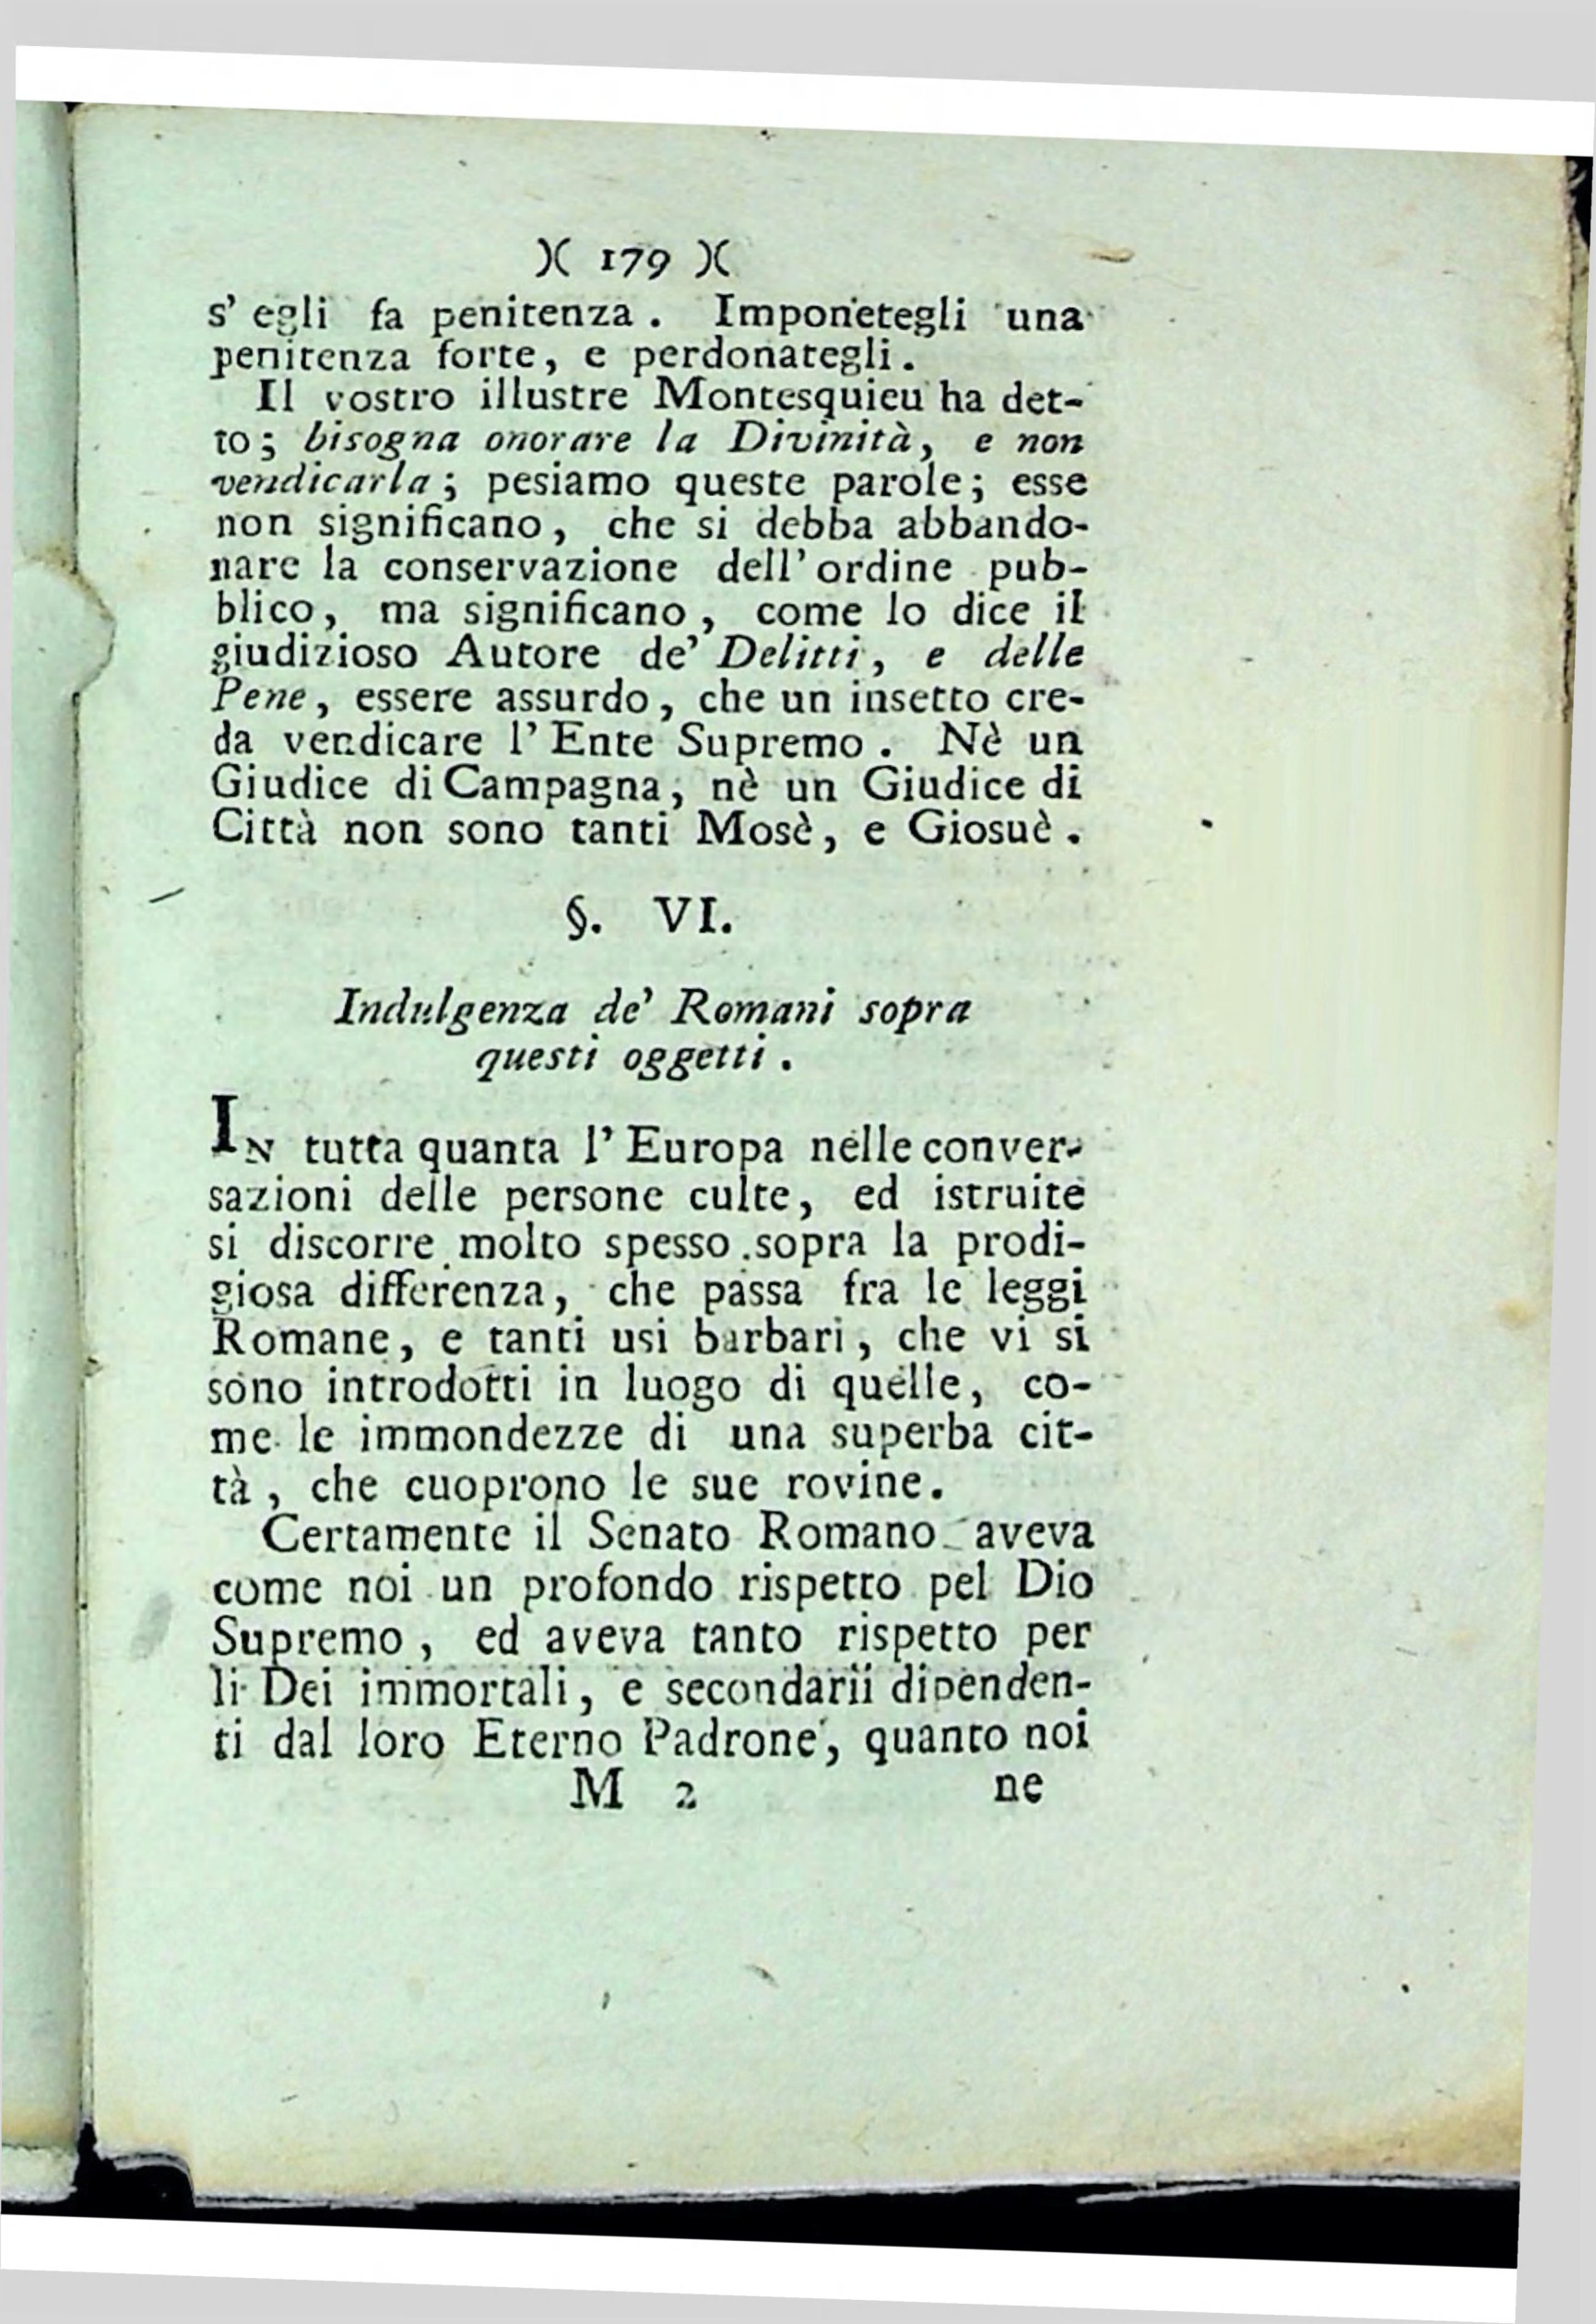 )( 179 )(
s' egli fa penitenza. Imponetegli una
penitenza forte, e perdonategli.
Il vostro illustre Montesquieu ha det-
to; bisogna onorare la Divinità, e non
vendicarla; pesiamo queste parole; esse
non significano, che si debba abbando-
nare la conservazione dell' ordine pub-
blico, ma significano, come lo dice il
giudizioso Autore de' Delitti, e delle
Pene, essere assurdo, che un insetto cre-
da vendicare l' Ente Supremo. Nè un
Giudice di Campagna, nè un Giudice di
Città non sono tanti Mosè, e Giosuè.
§. VI.
Indulgenza de' Romani sopra
questi oggetti.
IN tutta quanta l' Europa nelle conver-
sazioni delle persone culte, ed istruite
si discorre molto spesso sopra la prodi-
giosa differenza, che passa fra le leggi
Romane, e tanti usi barbari, che vi si
sono introdotti in luogo di quelle, co-
me le immondezze di una superba cit-
tà, che cuoprono le sue rovine.
Certamente il Senato Romano aveva
come noi un profondo rispetto pel Dio
Supremo, ed aveva tanto rispetto per
li Dei immortali, e secondarii dipenden-
ti dal loro Eterno Padrone, quanto noi
M 2 ne